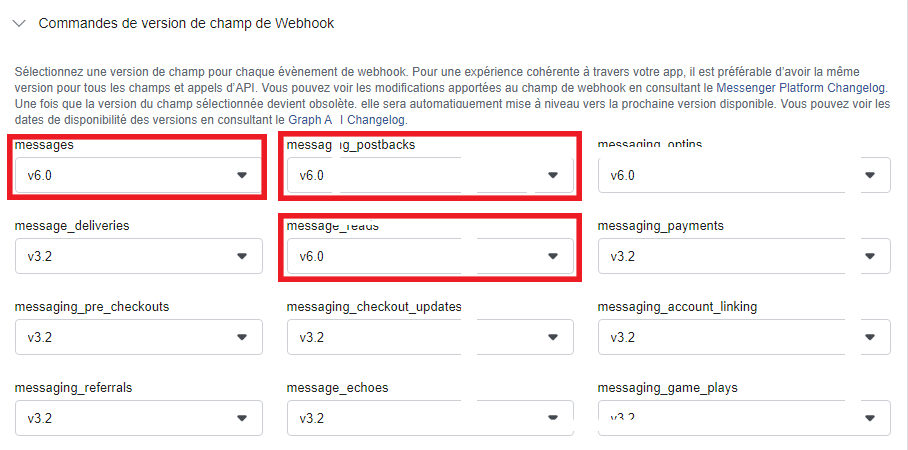 Commandes de version de champ de Webhook
Sélectionnez une version de champ pour chaque évènement de webhook. Pour une expérience cohérente à travers votre app, il est préférable d’avoir la même
version pour tous les champs et appels d’API. Vous pouvez voir les modifications apportées au champ de webhook en consultant le Messenger Platform Changelog.
Une fois que la version du champ sélectionnée devient obsolète. elle sera automatiquement mise à niveau vers la prochaine version disponible. Vous pouvez voir les
dates de disponibilité des versions en consultant le Graph A I Changelog.
messages messaging_postbacks messaging_optins
v6.0 v6.0 v6.0
message_deliveries message_reads messaging_payments
v3.2 v6.0 v3.2
messaging_pre_checkouts messaging_checkout_updates messaging_account_linking
v3.2 v3.2 v3.2
messaging_referrals message_echoes messaging_game_plays
v3.2 v3.2 v3.2